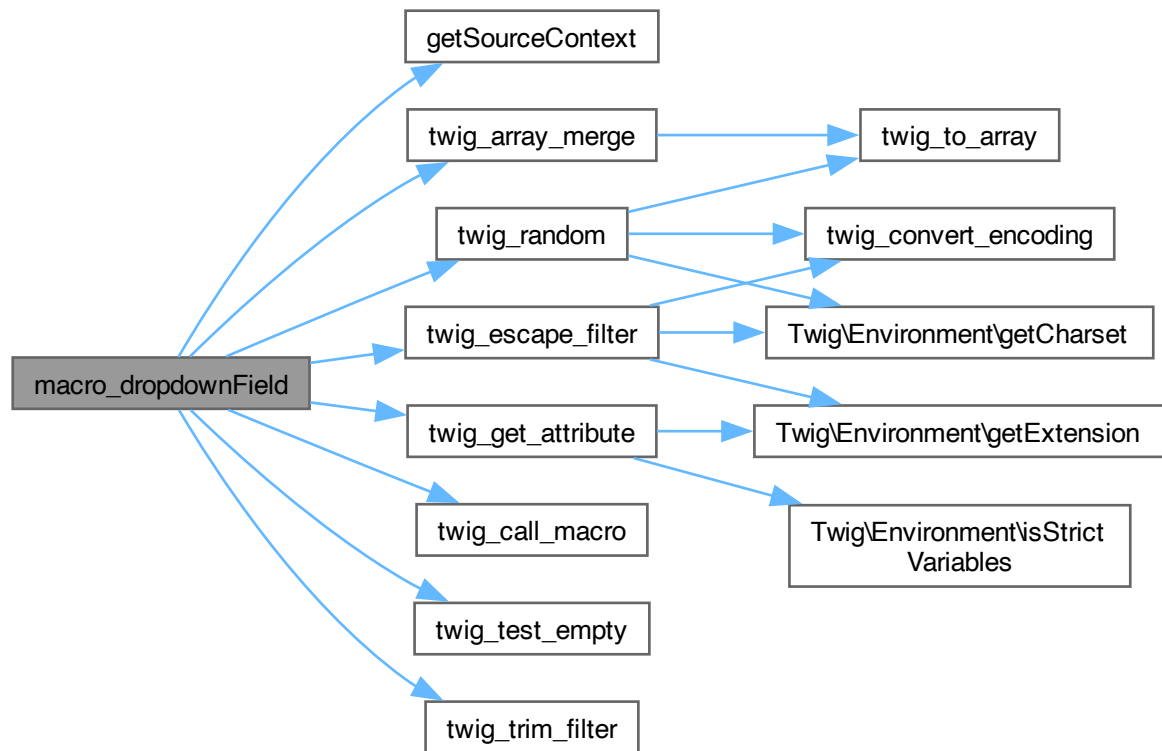 getSourceContext
twig_array_merge
twig_to_array
twig_random
twig_convert_encoding
twig_escape_filter
Twig\Environment\getCharset
macro_dropdownField
twig_get_attribute
Twig\Environment\getExtension
twig_call_macro
Twig\Environment\isStrict
Variables
twig_test_empty
twig_trim_filter